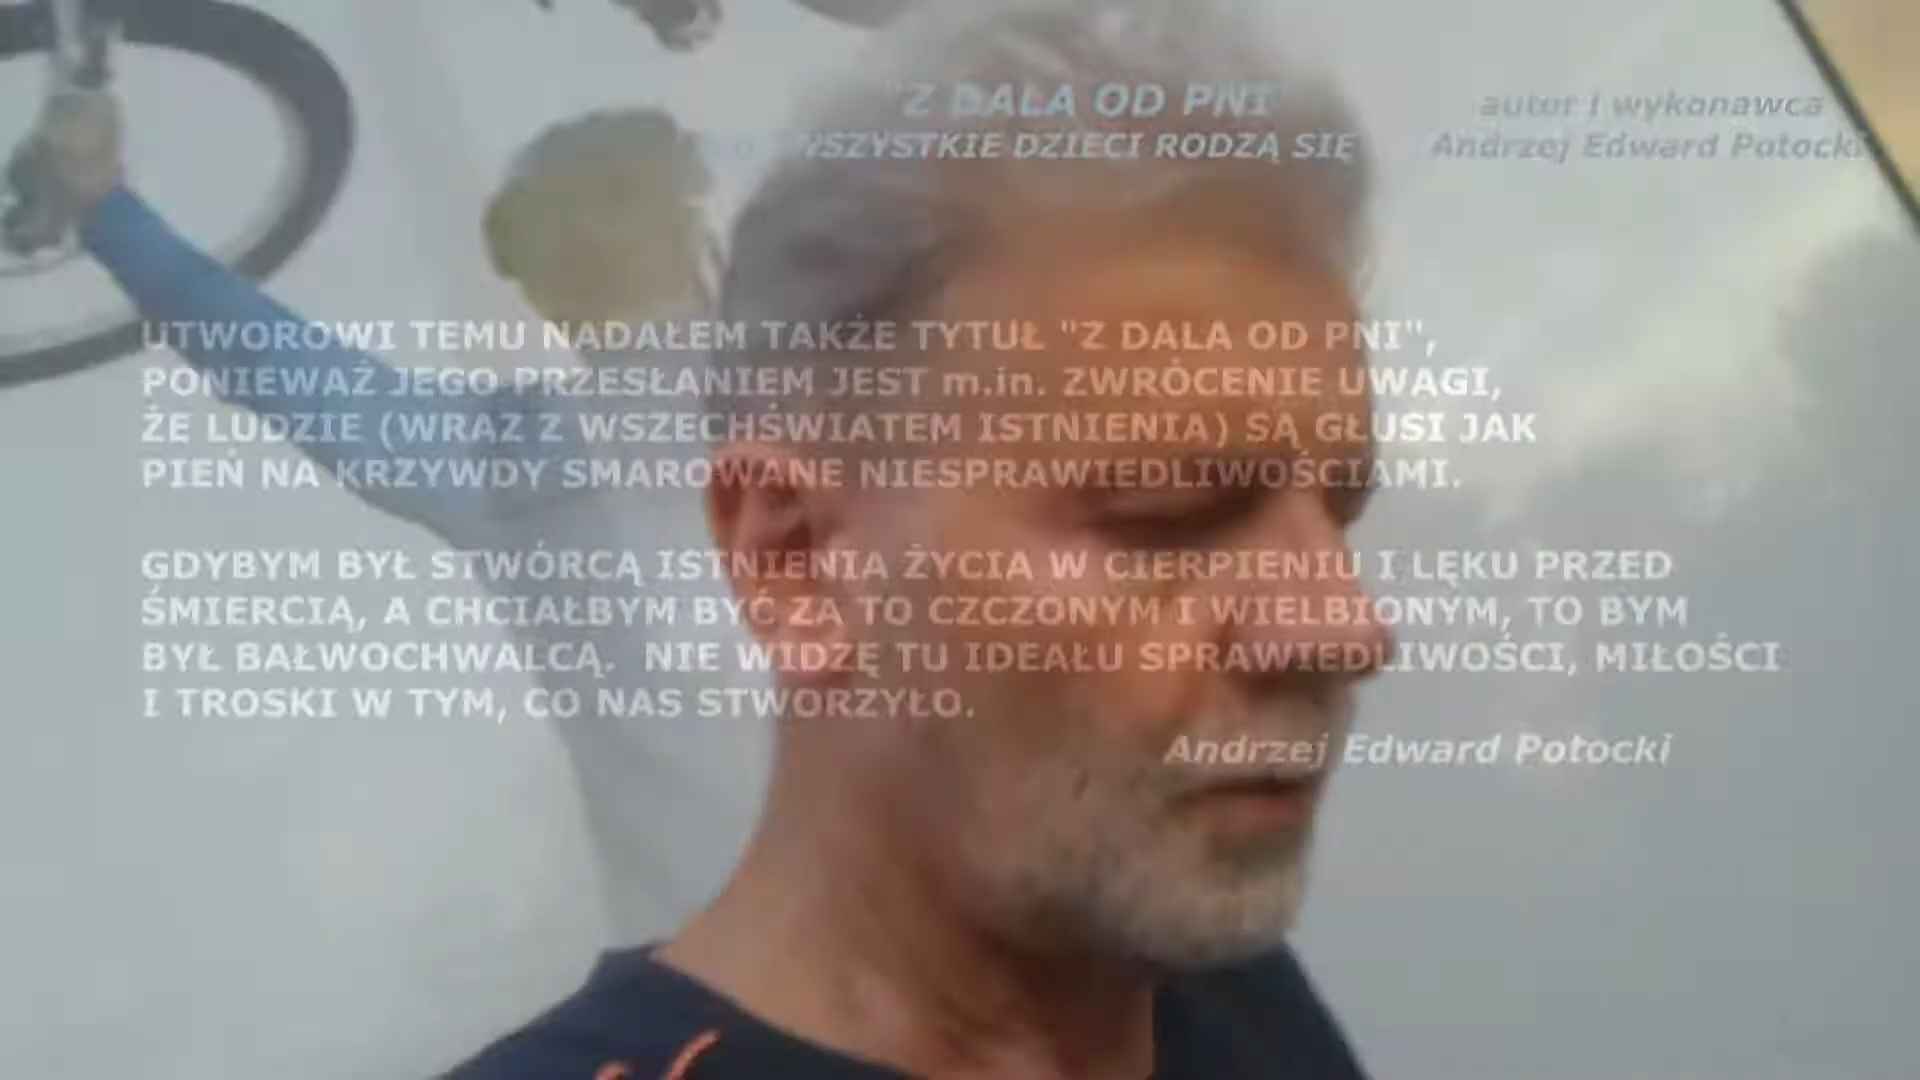 "Z DALA OD PNI"
WSZYSTKIE DZIECI RODZĄ SIĘ
autor i wykonawca
Andrzej Edward Potocki
UTWOROWI TEMU NADAŁEM TAKŻE TYTUŁ "Z DALA OD PNI",
PONIEWAŻ JEGO PRZESŁANIEM JEST m.in. ZWRÓCENIE UWAGI,
ŻE LUDZIE (WRAZ Z WSZECHŚWIATEM ISTNIENIA) SĄ GŁUSI JAK
PIEŃ NA KRZYWDY SMAROWANE NIESPRAWIEDLIWOŚCIAMI.
GDYBYM BYŁ STWÓRCĄ ISTNIENIA ŻYCIA W CIERPIENIU I LĘKU PRZED
ŚMIERCIĄ, A CHCIAŁBYM BYĆ ZA TO CZCZONYM I WIELBIONYM, TO BYM
BYŁ BAŁWOCHWALCĄ. NIE WIDZĘ TU IDEAŁU SPRAWIEDLIWOŚCI, MIŁOŚCI
I TROSKI W TYM, CO NAS STWORZYŁO.
Andrzej Edward Potocki